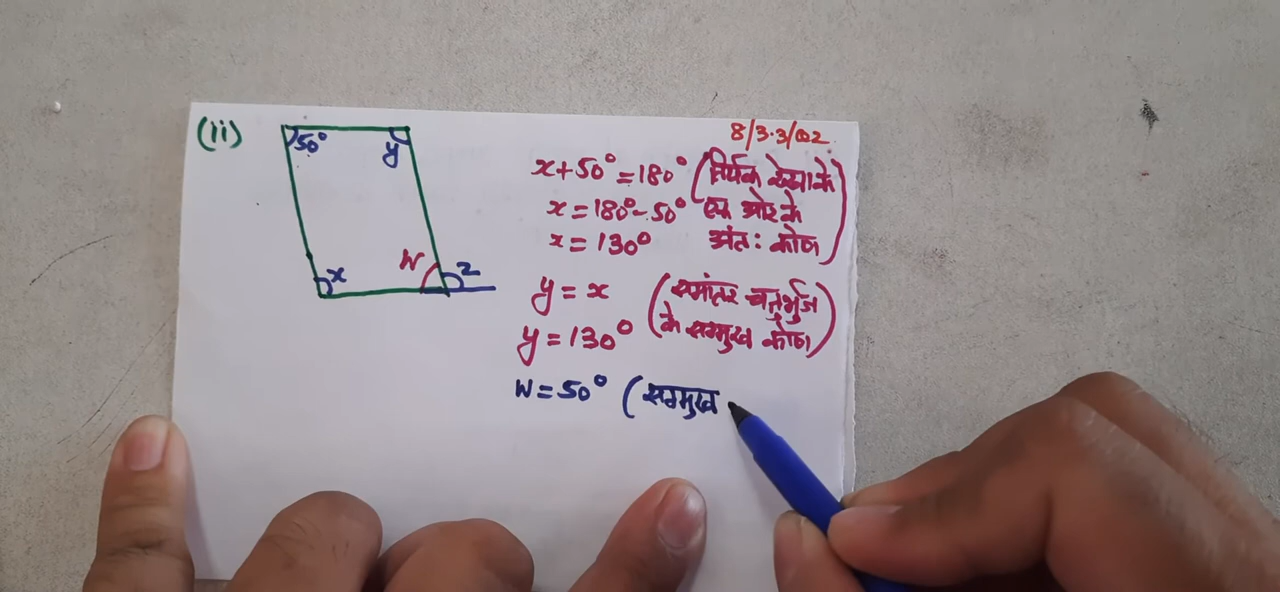 (ii)
50°
y
x
W
z
8/3.3/Q2
x+50°=180° (तिर्यक रेखा के
x=180°-50° एक ओर के
x=130° अंत: कोण)
y=x (समांतर चतुर्भुज
y=130° के सम्मुख कोण)
W=50° (सम्मुख